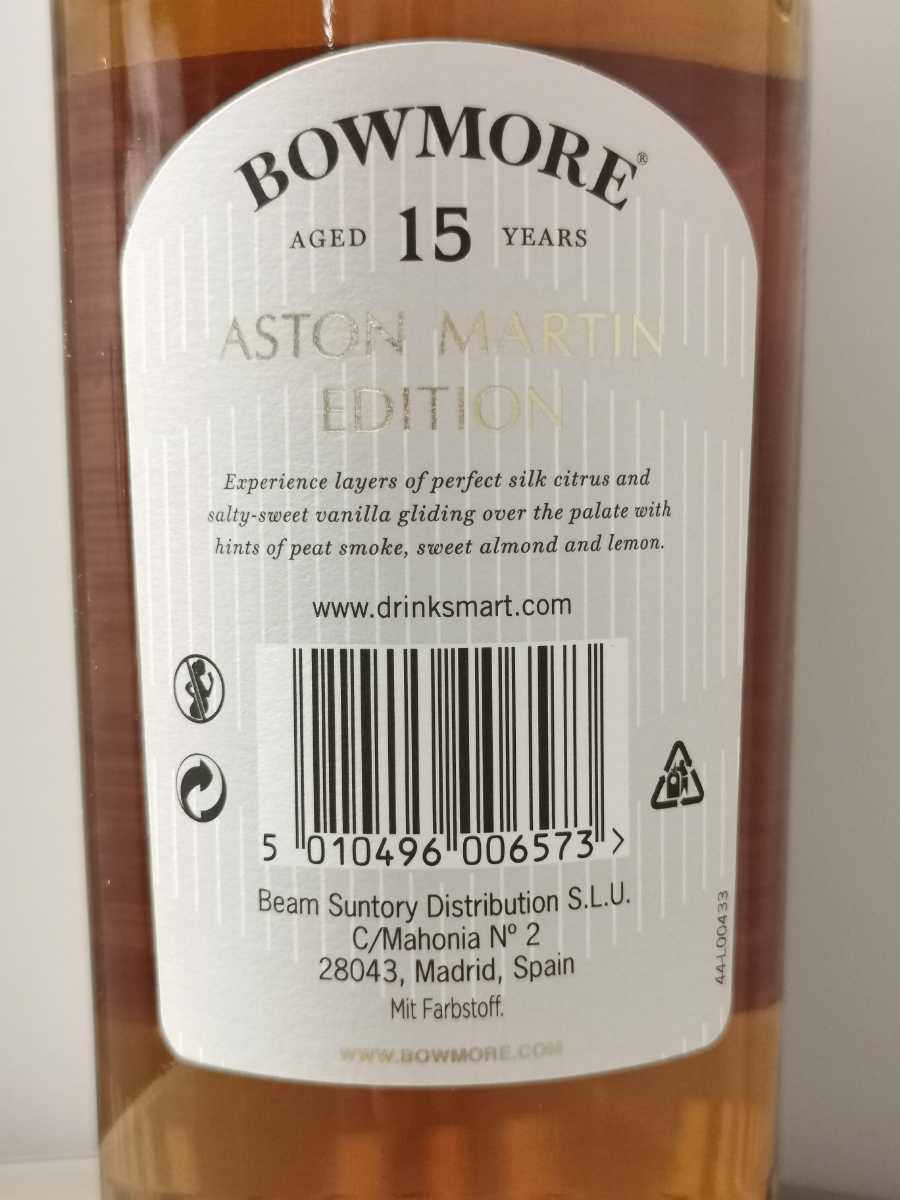 BOWMORE®
AGED 15 YEARS
ASTON MARTIN
EDITION
Experience layers of perfect silk citrus and
salty-sweet vanilla gliding over the palate with
hints of peat smoke, sweet almond and lemon.
www.drinksmart.com
5 010496 006573 >
Beam Suntory Distribution S.L.U.
C/Mahonia Nº 2
28043, Madrid, Spain
Mit Farbstoff.
WWW.BOWMORE.COM
44-L00433